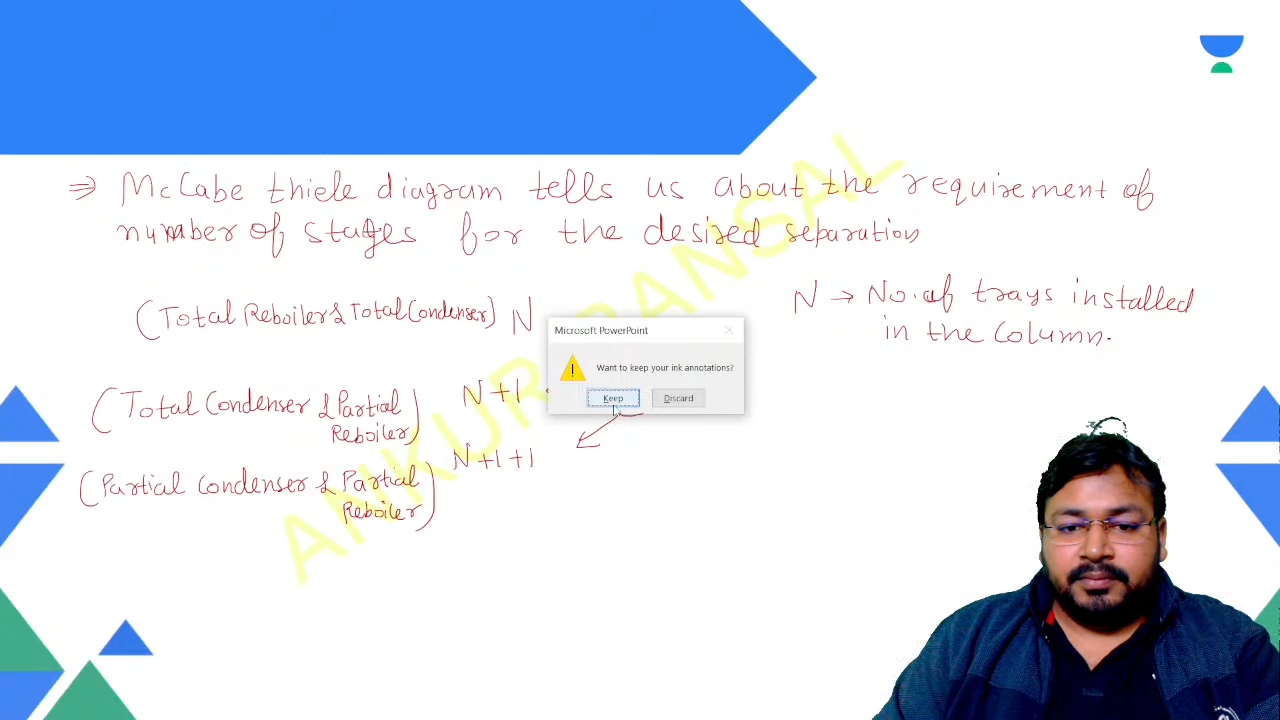 ⇒ McCabe thiele diagram tells us about the requirement of
number of stages for the desired separation
(Total Reboiler & Total Condenser) N
N → No. of trays installed
in the column.
Microsoft PowerPoint
Want to keep your ink annotations?
Keep
Discard
(Total Condenser & Partial
Reboiler)
N+1
(Partial Condenser & Partial
Reboiler)
N+1+1
ANKUR BANSAL